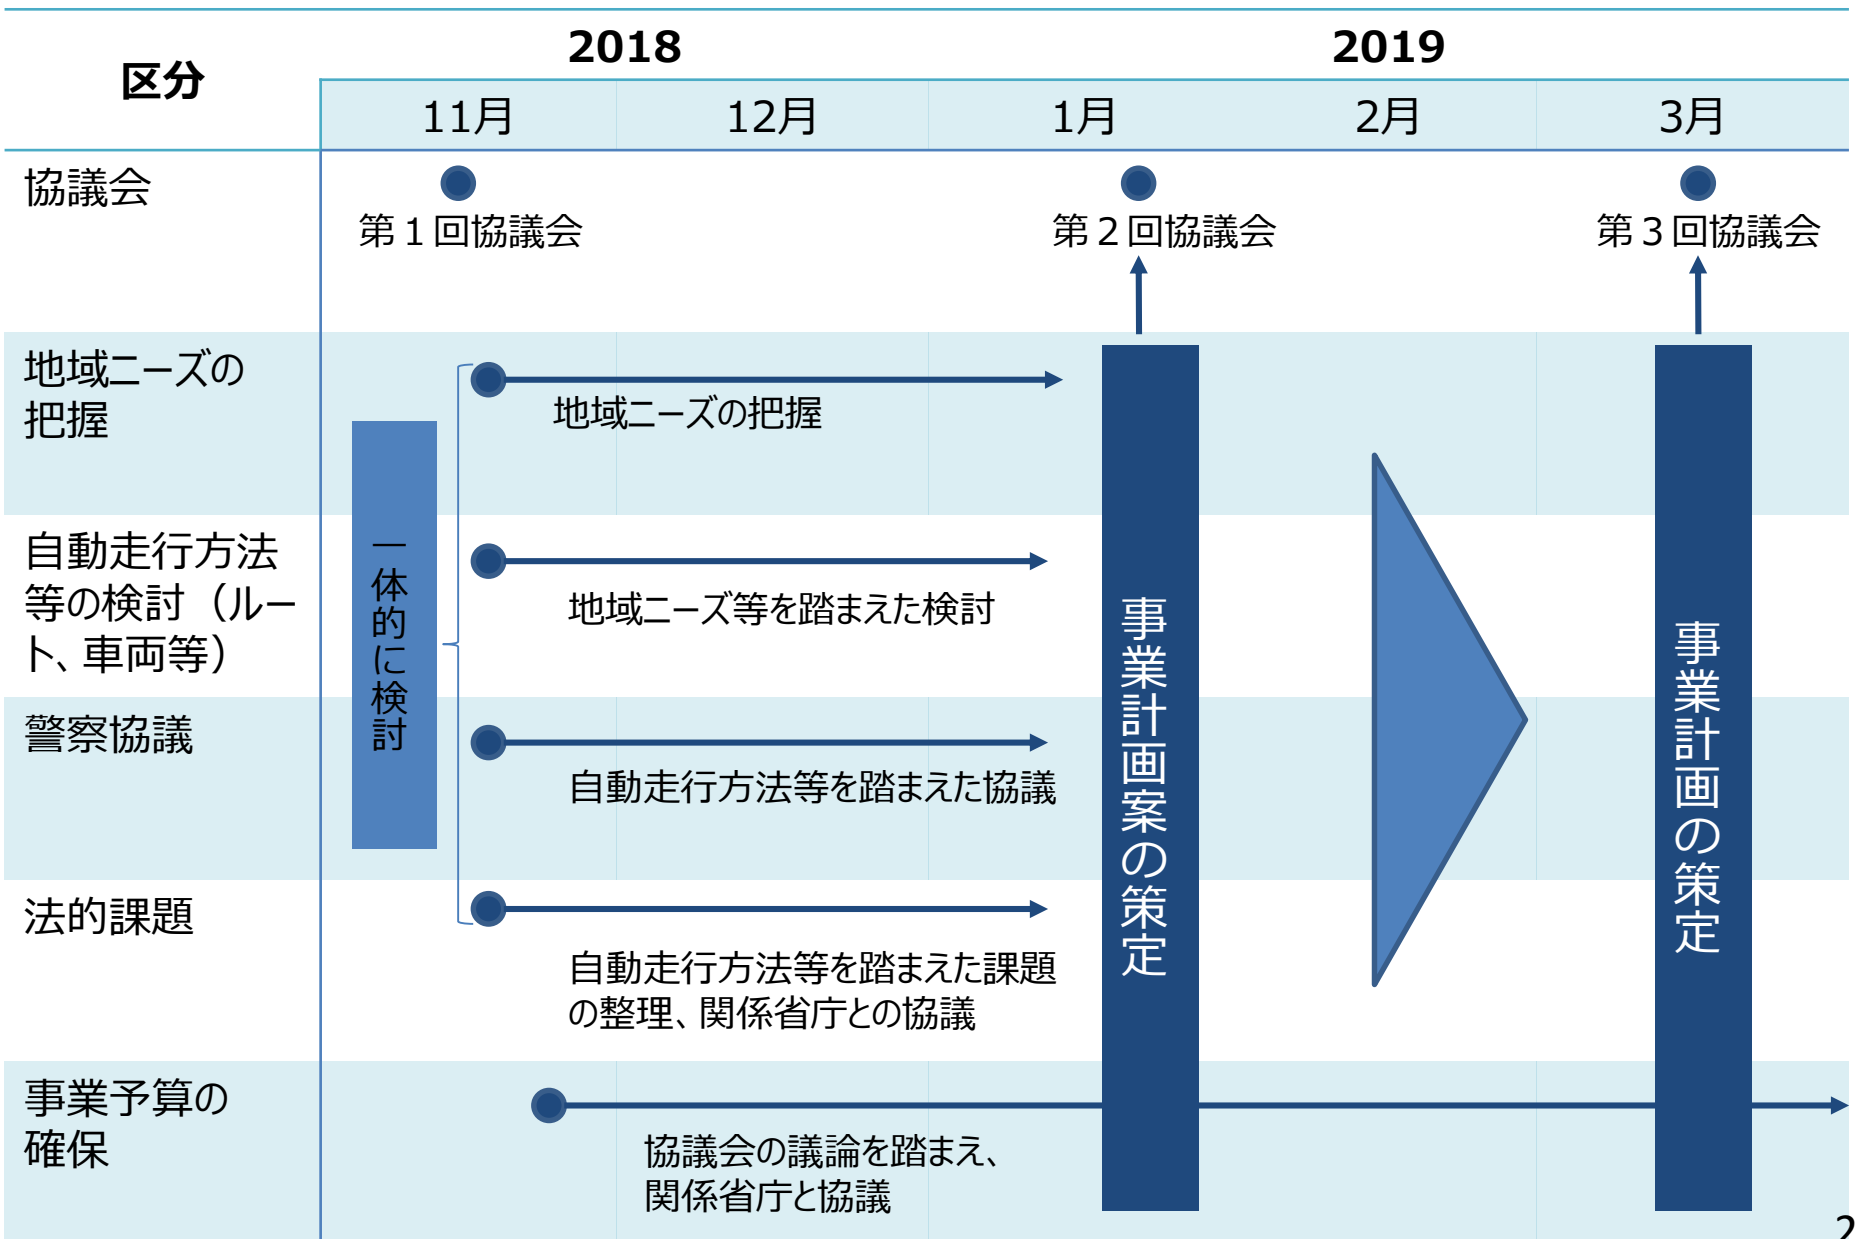 区分
2018
2019
11月
12月
1月
2月
3月
協議会
第１回協議会
第２回協議会
第３回協議会
地域ニーズの
把握
地域ニーズの把握
一体的に検討
自動走行方法
等の検討（ルー
ト、車両等）
地域ニーズ等を踏まえた検討
警察協議
自動走行方法等を踏まえた協議
法的課題
自動走行方法等を踏まえた課題
の整理、関係省庁との協議
事業計画案の策定
事業計画の策定
事業予算の
確保
協議会の議論を踏まえ、
関係省庁と協議
2